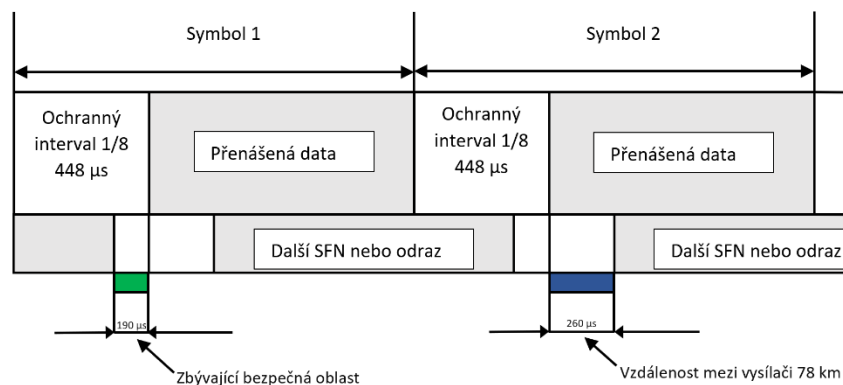 Symbol 1
Symbol 2
Ochranný
interval 1/8
448 µs
Přenášená data
Ochranný
interval 1/8
448 µs
Přenášená data
Další SFN nebo odraz
Další SFN nebo odraz
190 µs
260 µs
Zbývající bezpečná oblast
Vzdálenost mezi vysílači 78 km